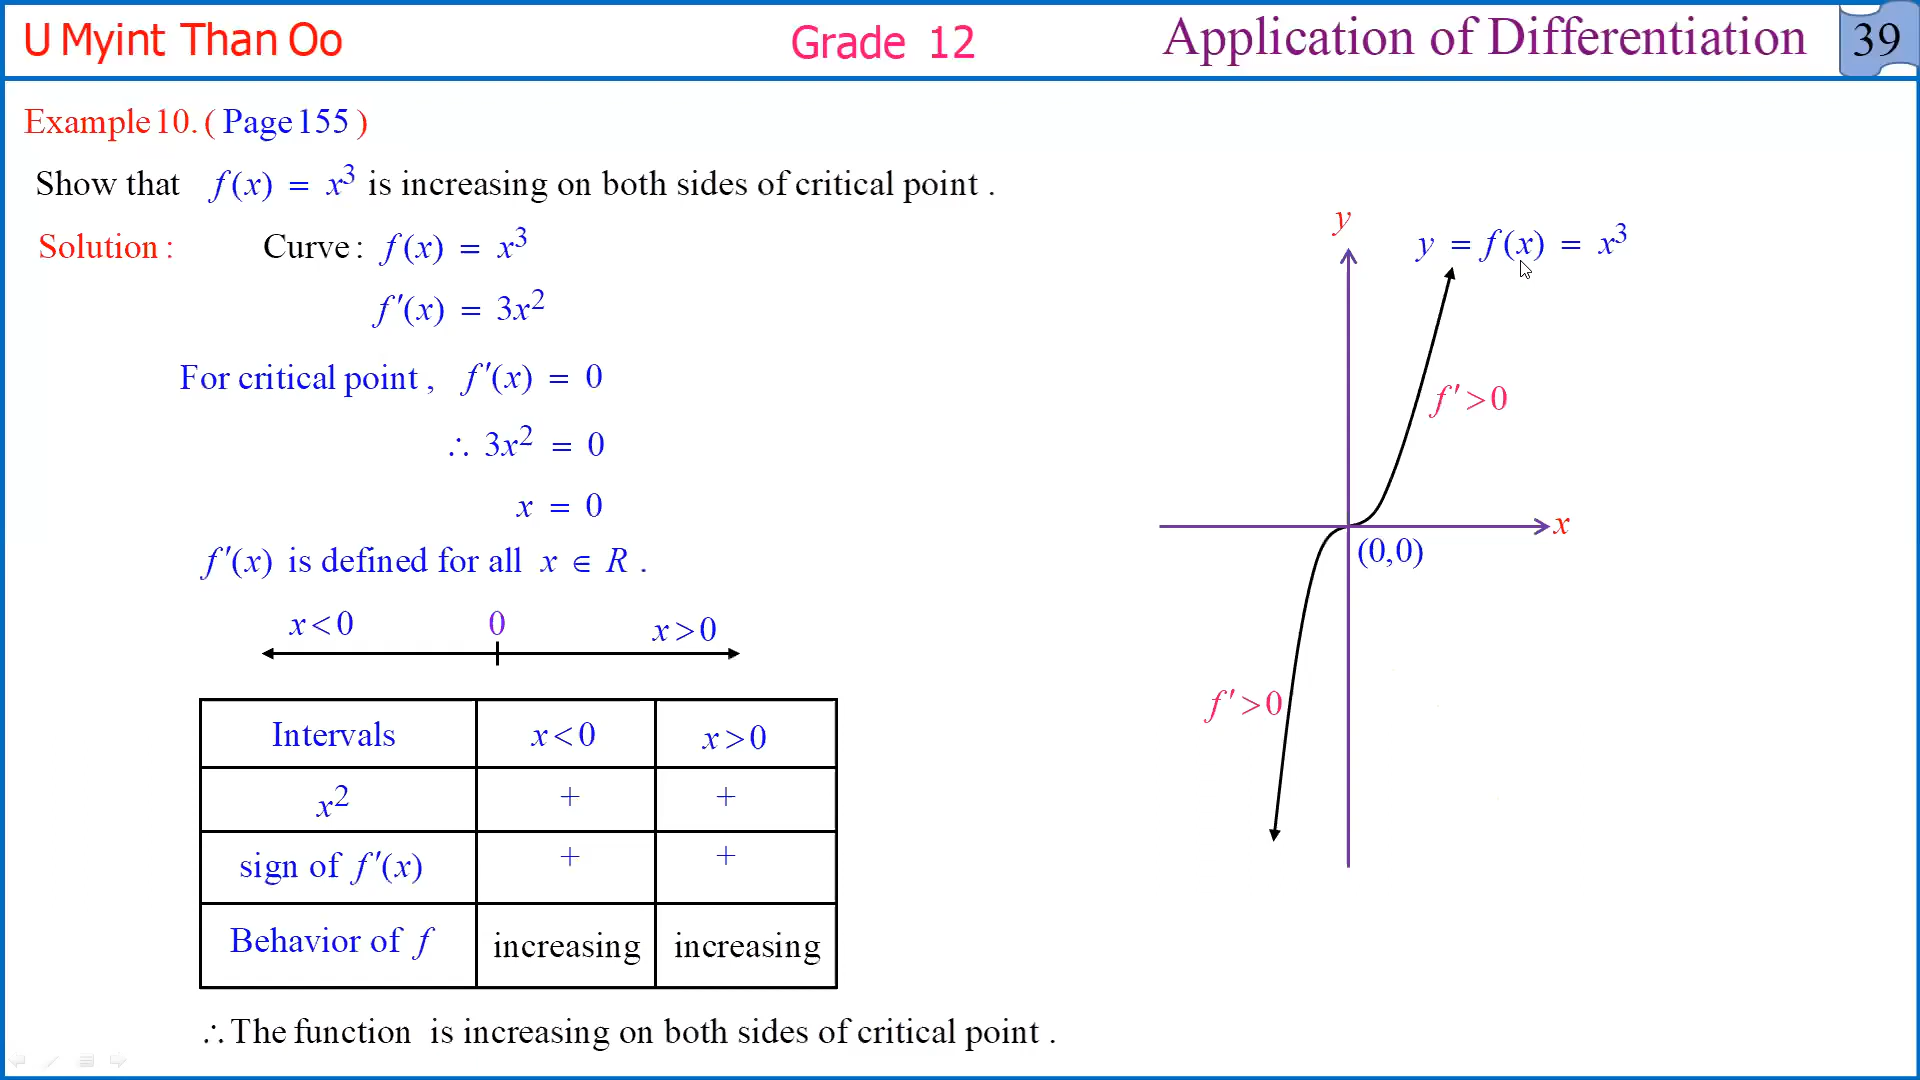 U Myint Than Oo
Grade 12
Application of Differentiation
39
Example 10. ( Page 155 )
Show that f(x) = x³ is increasing on both sides of critical point .
Solution : Curve : f(x) = x³
f′(x) = 3x²
For critical point , f′(x) = 0
∴ 3x² = 0
x = 0
f′(x) is defined for all x ∈ R .
x < 0 0 x > 0
Intervals x < 0 x > 0
x² + +
sign of f′(x) + +
Behavior of f increasing increasing
∴ The function is increasing on both sides of critical point .
y
y = f(x) = x³
f′ > 0
x
(0,0)
f′ > 0